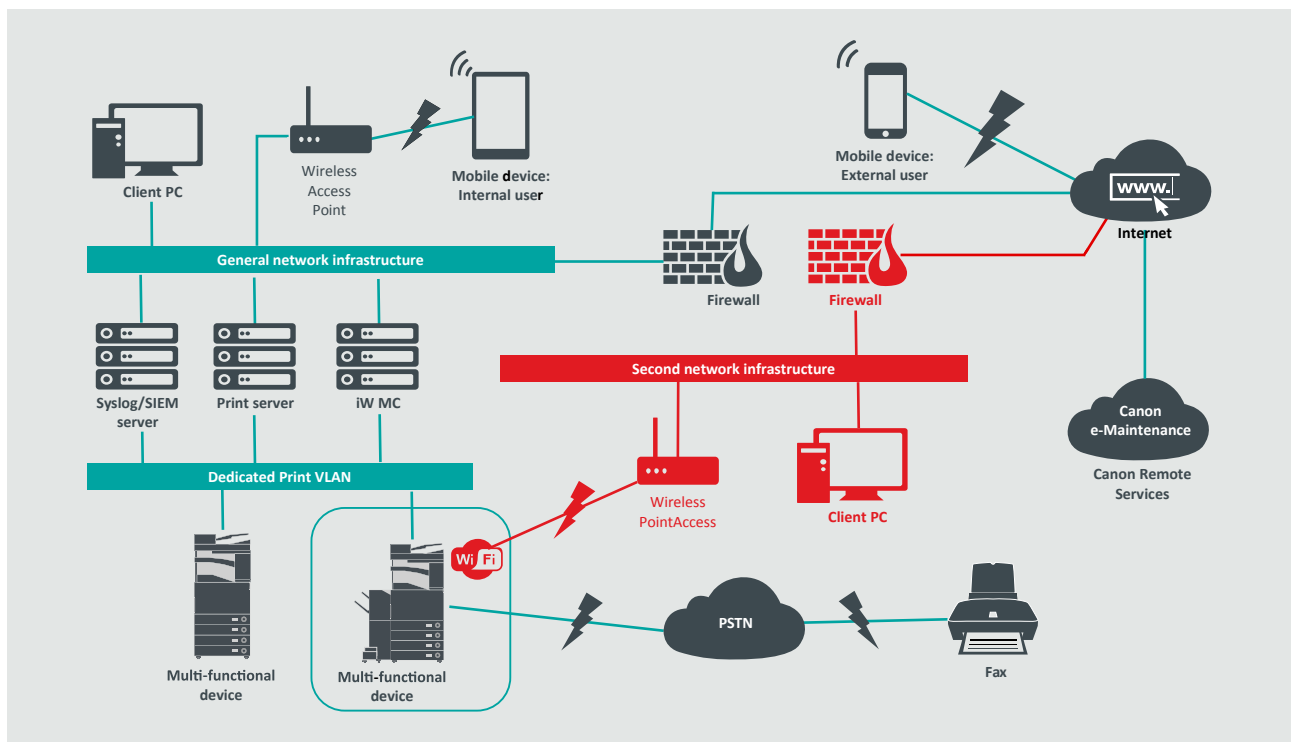 Client PC
Wireless
Access
Point
Mobile device:
Internal user
Mobile device:
External user
www.
Internet
General network infrastructure
Firewall
Firewall
Syslog/SIEM
server
Print server
iW MC
Second network infrastructure
Canon
e-Maintenance
Canon Remote
Services
Dedicated Print VLAN
Wireless
PointAccess
Client PC
Wi Fi
Multi-functional
device
Multi-functional
device
PSTN
Fax